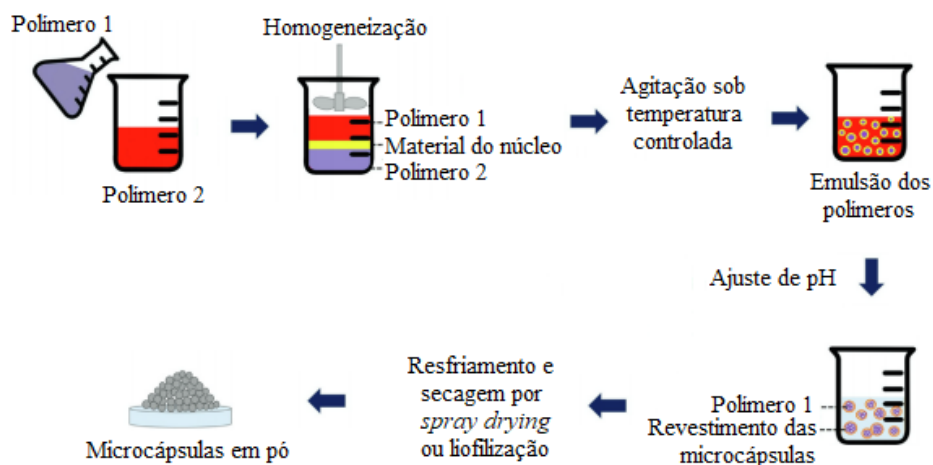 Polimero 1
Polimero 2
Homogeneização
Polimero 1
Material do núcleo
Polimero 2
Agitação sob
temperatura
controlada
Emulsão dos
polimeros
Ajuste de pH
Polimero 1
Revestimento das
microcápsulas
Resfriamento e
secagem por
spray drying
ou liofilização
Microcápsulas em pó